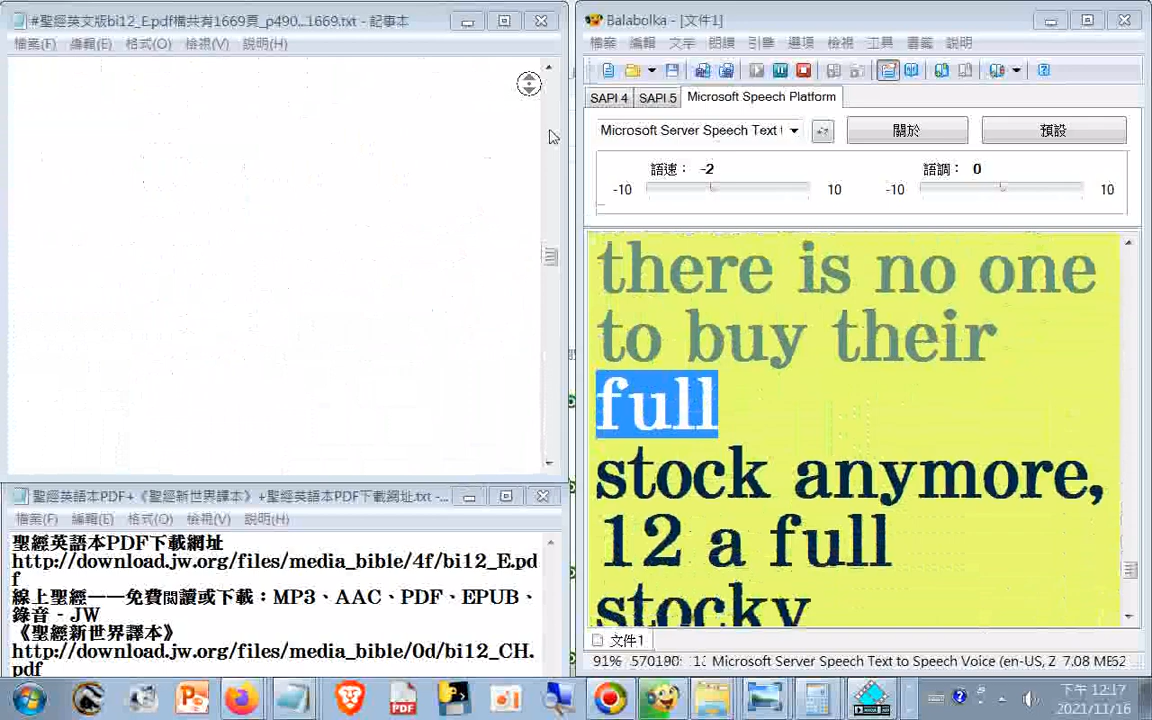 #聖經英文版bi12_E.pdf檔共有1669頁_p490...1669.txt - 記事本
檔案(F) 編輯(E) 格式(O) 檢視(V) 說明(H)
聖經英語本PDF+《聖經新世界譯本》+聖經英語本PDF下載網址.txt -...
檔案(F) 編輯(E) 格式(O) 檢視(V) 說明(H)
聖經英語本PDF下載網址
http://download.jw.org/files/media_bible/4f/bi12_E.pd
f
線上聖經——免費閱讀或下載：MP3、AAC、PDF、EPUB、
錄音 - JW
《聖經新世界譯本》
http://download.jw.org/files/media_bible/0d/bi12_CH.
pdf
Balabolka - [文件1]
檔案 編輯 文字 朗讀 引擎 選項 檢視 工具 書籤 說明
SAPI 4 SAPI 5 Microsoft Speech Platform
Microsoft Server Speech Text t 關於 預設
語速： -2 語調： 0
-10 10 -10 10
there is no one
to buy their
full
stock anymore,
12 a full
stocky
文件1
91% Microsoft Server Speech Text to Speech Voice (en-US, Z 7.08 ME
下午 12:17
2021/11/16